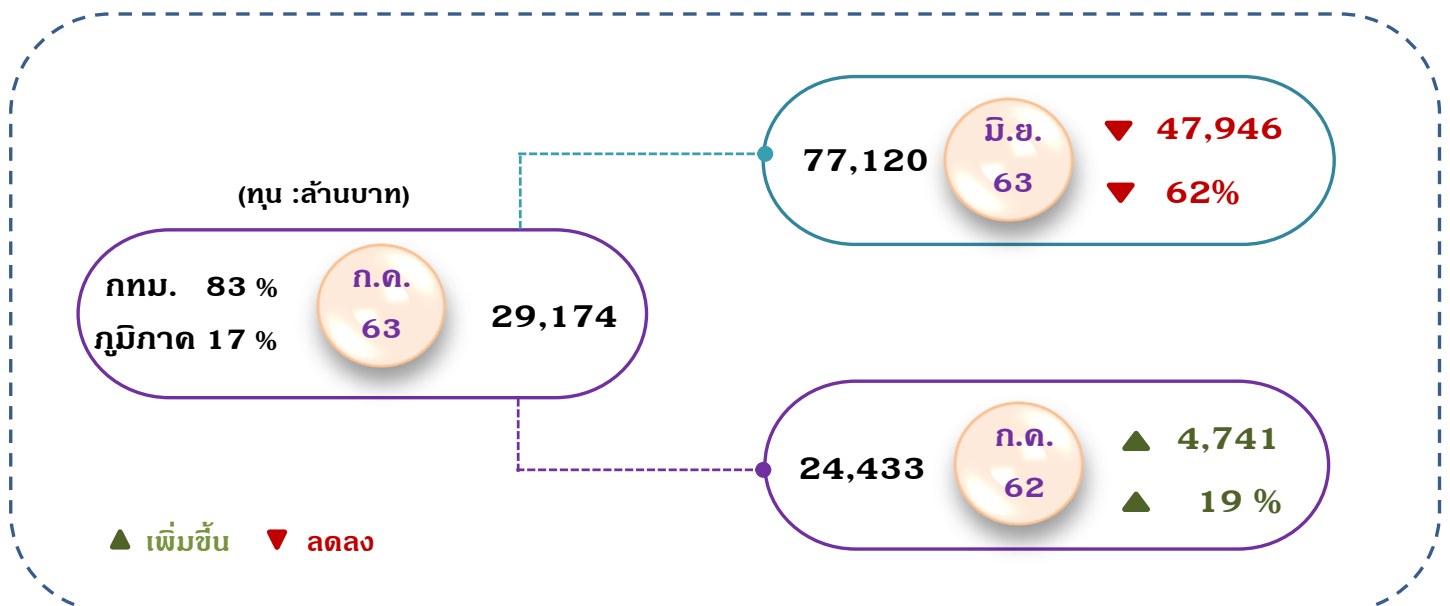 (ทุน :ล้านบาท)
กทม. 83 %
ภูมิภาค 17 %
ก.ค.
63
29,174
77,120
มิ.ย.
63
▼ 47,946
▼ 62%
24,433
ก.ค.
62
▲ 4,741
▲ 19 %
▲ เพิ่มขึ้น ▼ ลดลง